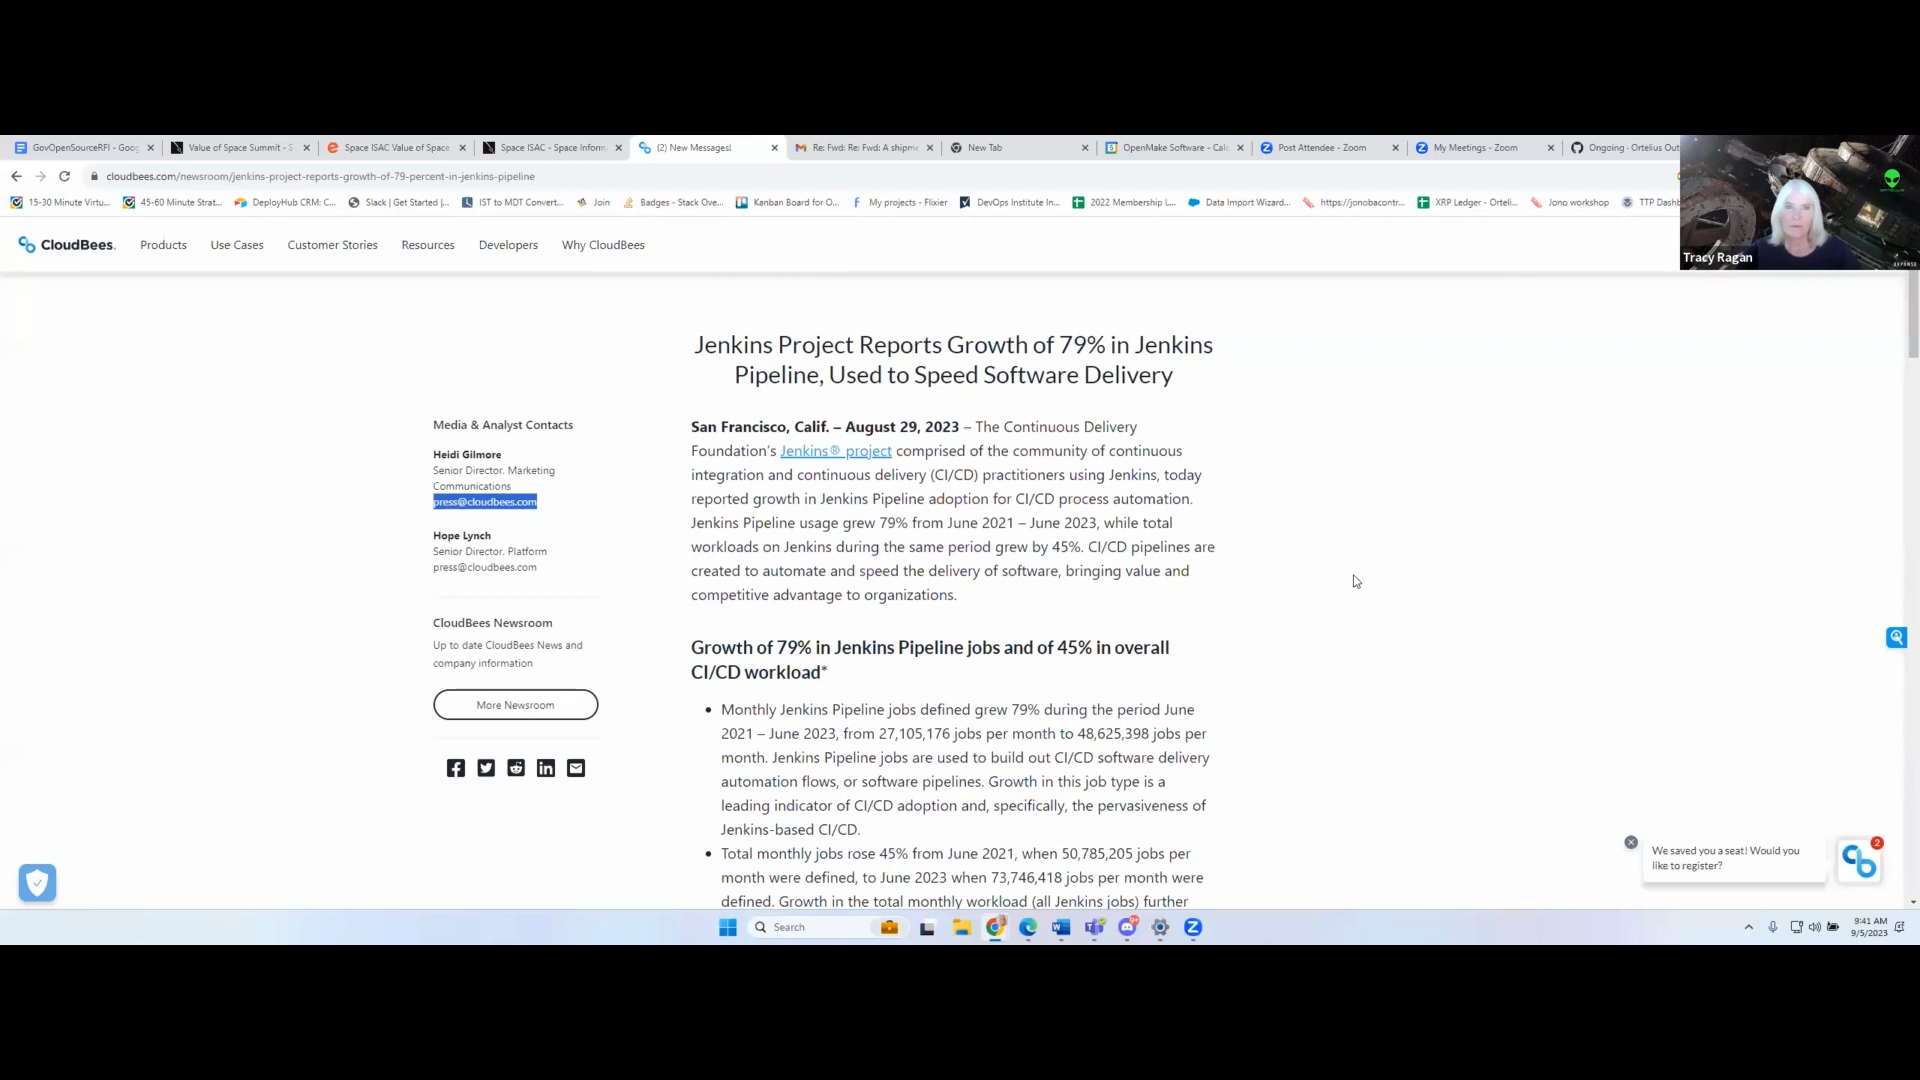 GovOpenSourceRFI - Goog
Value of Space Summit - S
Space ISAC Value of Space
Space ISAC - Space Inform
(2) New Messages!
Re: Fwd: Re: Fwd: A shipme
New Tab
OpenMake Software - Cale
Post Attendee - Zoom
My Meetings - Zoom
Ongoing · Ortelius Out
cloudbees.com/newsroom/jenkins-project-reports-growth-of-79-percent-in-jenkins-pipeline
15-30 Minute Virtu...
45-60 Minute Strat...
DeployHub CRM: C...
Slack | Get Started |...
IST to MDT Convert...
Join
Badges - Stack Ove...
Kanban Board for O...
My projects - Flixier
DevOps Institute In...
2022 Membership L...
Data Import Wizard...
https://jonobacontr...
XRP Ledger - Orteli...
Jono workshop
TTP Dashb
Tracy Ragan
CloudBees.
Products
Use Cases
Customer Stories
Resources
Developers
Why CloudBees
Jenkins Project Reports Growth of 79% in Jenkins
Pipeline, Used to Speed Software Delivery
Media & Analyst Contacts
Heidi Gilmore
Senior Director, Marketing
Communications
press@cloudbees.com
Hope Lynch
Senior Director, Platform
press@cloudbees.com
CloudBees Newsroom
Up to date CloudBees News and
company information
More Newsroom
San Francisco, Calif. – August 29, 2023 – The Continuous Delivery
Foundation's Jenkins® project comprised of the community of continuous
integration and continuous delivery (CI/CD) practitioners using Jenkins, today
reported growth in Jenkins Pipeline adoption for CI/CD process automation.
Jenkins Pipeline usage grew 79% from June 2021 – June 2023, while total
workloads on Jenkins during the same period grew by 45%. CI/CD pipelines are
created to automate and speed the delivery of software, bringing value and
competitive advantage to organizations.
Growth of 79% in Jenkins Pipeline jobs and of 45% in overall
CI/CD workload*
• Monthly Jenkins Pipeline jobs defined grew 79% during the period June
2021 – June 2023, from 27,105,176 jobs per month to 48,625,398 jobs per
month. Jenkins Pipeline jobs are used to build out CI/CD software delivery
automation flows, or software pipelines. Growth in this job type is a
leading indicator of CI/CD adoption and, specifically, the pervasiveness of
Jenkins-based CI/CD.
• Total monthly jobs rose 45% from June 2021, when 50,785,205 jobs per
month were defined, to June 2023 when 73,746,418 jobs per month were
defined. Growth in the total monthly workload (all Jenkins jobs) further
We saved you a seat! Would you
like to register?
2
Search
9:41 AM
9/5/2023